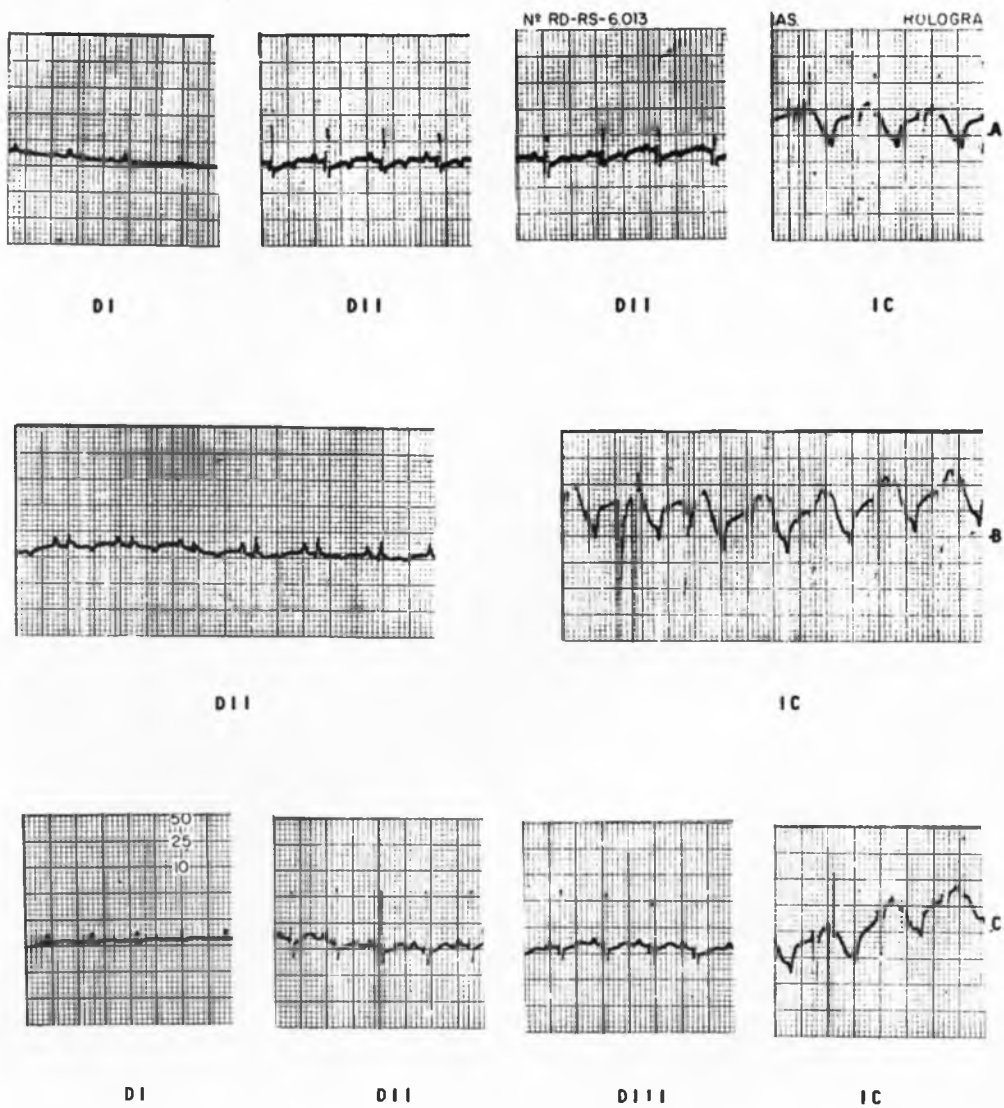 Nº RD-RS-6.013
AS. HOLOGRA
A
DI DII DII IC
B
DII IC
50
25
10
C
DI DII DIII IC